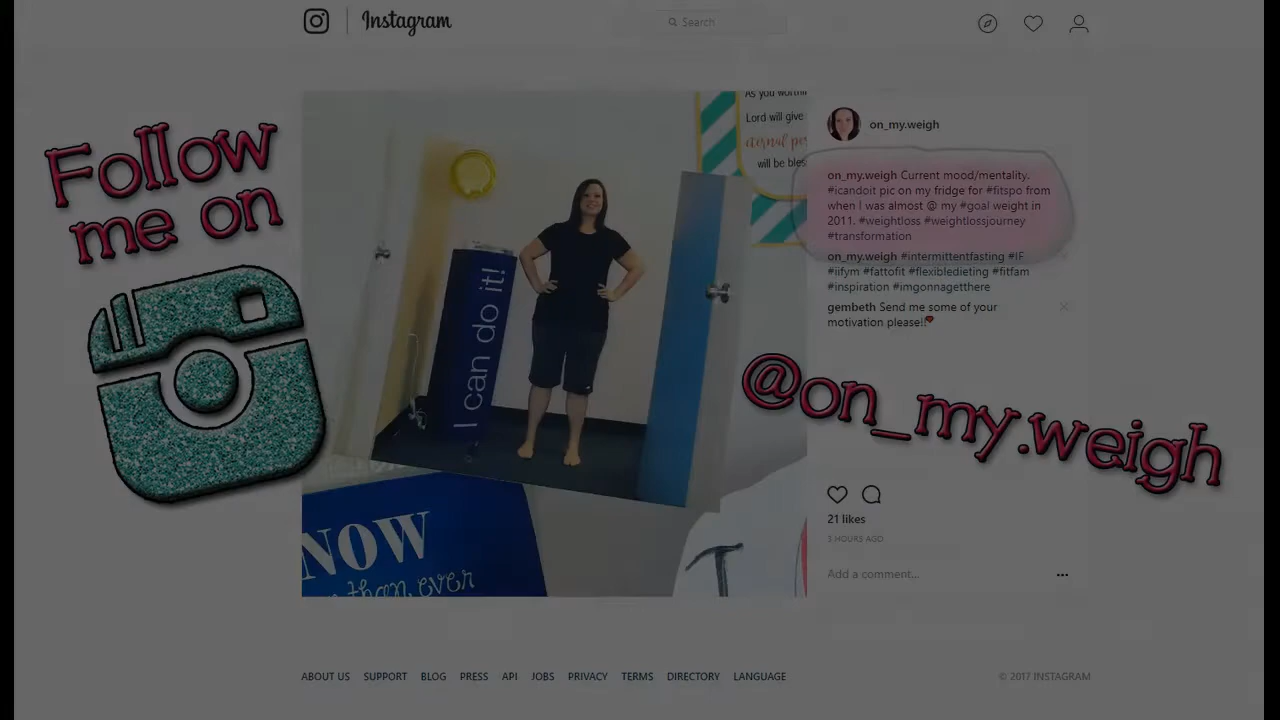 Instagram
Search
Follow
me on
As you worthi
Lord will give
eternal
will be bles
I can do it!
NOW
than ever
on_my.weigh
on_my.weigh Current mood/mentality.
#icandoit pic on my fridge for #fitspo from
when I was almost @ my #goal weight in
2011. #weightloss #weightlossjourney
#transformation
on_my.weigh #intermittentfasting #IF
#iifym #fattofit #flexibledieting #fitfam
#inspiration #imgonnagetthere
gembeth Send me some of your
motivation please!!
@on_my.weigh
21 likes
3 HOURS AGO
Add a comment...
ABOUT US SUPPORT BLOG PRESS API JOBS PRIVACY TERMS DIRECTORY LANGUAGE
© 2017 INSTAGRAM